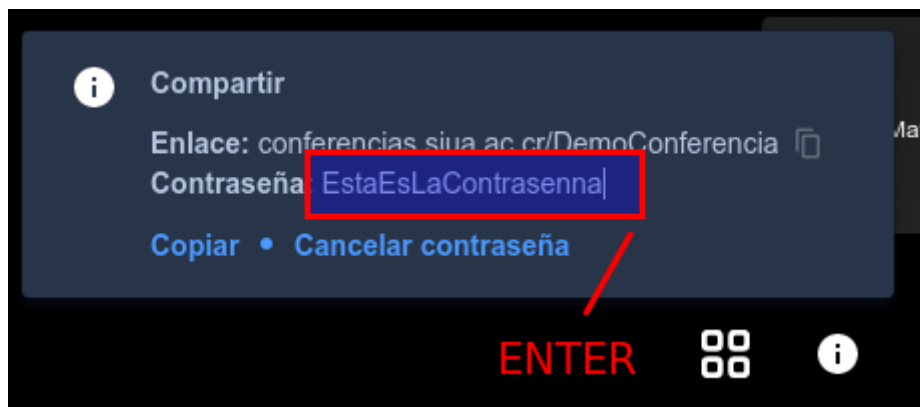 Compartir
Enlace: conferencias.siua.ac.cr/DemoConferencia
Contraseña: EstaEsLaContrasenna
Copiar • Cancelar contraseña
ENTER